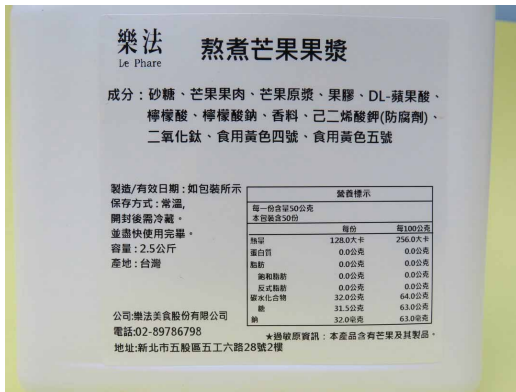 樂法
Le Phare
熬煮芒果果漿
成分：砂糖、芒果果肉、芒果原漿、果膠、DL-蘋果酸、
檸檬酸、檸檬酸鈉、香料、己二烯酸鉀(防腐劑)、
二氧化鈦、食用黃色四號、食用黃色五號
製造/有效日期：如包裝所示
保存方式：常溫,
開封後需冷藏。
並盡快使用完畢。
容量：2.5公斤
產地：台灣
營養標示
每一份含量50公克
本包裝含50份
每份 每100公克
熱量 128.0大卡 256.0大卡
蛋白質 0.0公克 0.0公克
脂肪 0.0公克 0.0公克
飽和脂肪 0.0公克 0.0公克
反式脂肪 0.0公克 0.0公克
碳水化合物 32.0公克 64.0公克
糖 31.5公克 63.0公克
鈉 32.0毫克 63.0毫克
公司:樂法美食股份有限公司
電話:02-89786798
★過敏原資訊：本產品含有芒果及其製品。
地址:新北市五股區五工六路28號2樓